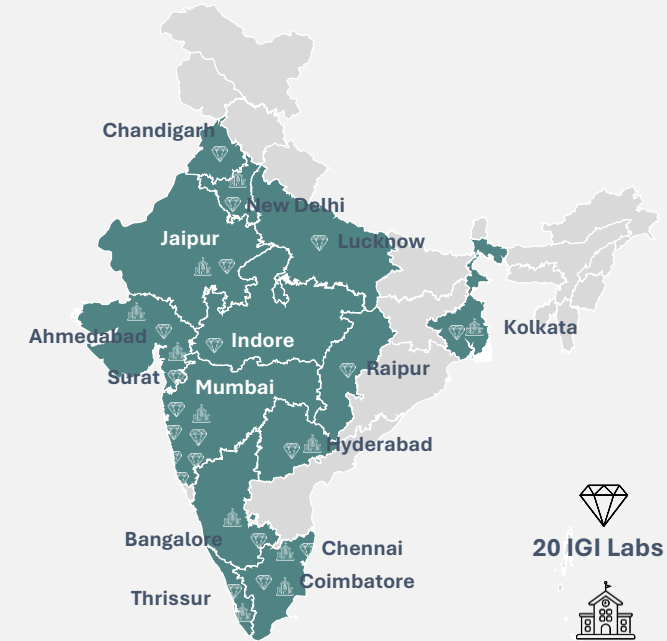 Chandigarh
New Delhi
Jaipur
Lucknow
Ahmedabad
Indore
Kolkata
Surat
Mumbai
Raipur
Hyderabad
Bangalore
Chennai
20 IGI Labs
Coimbatore
Thrissur